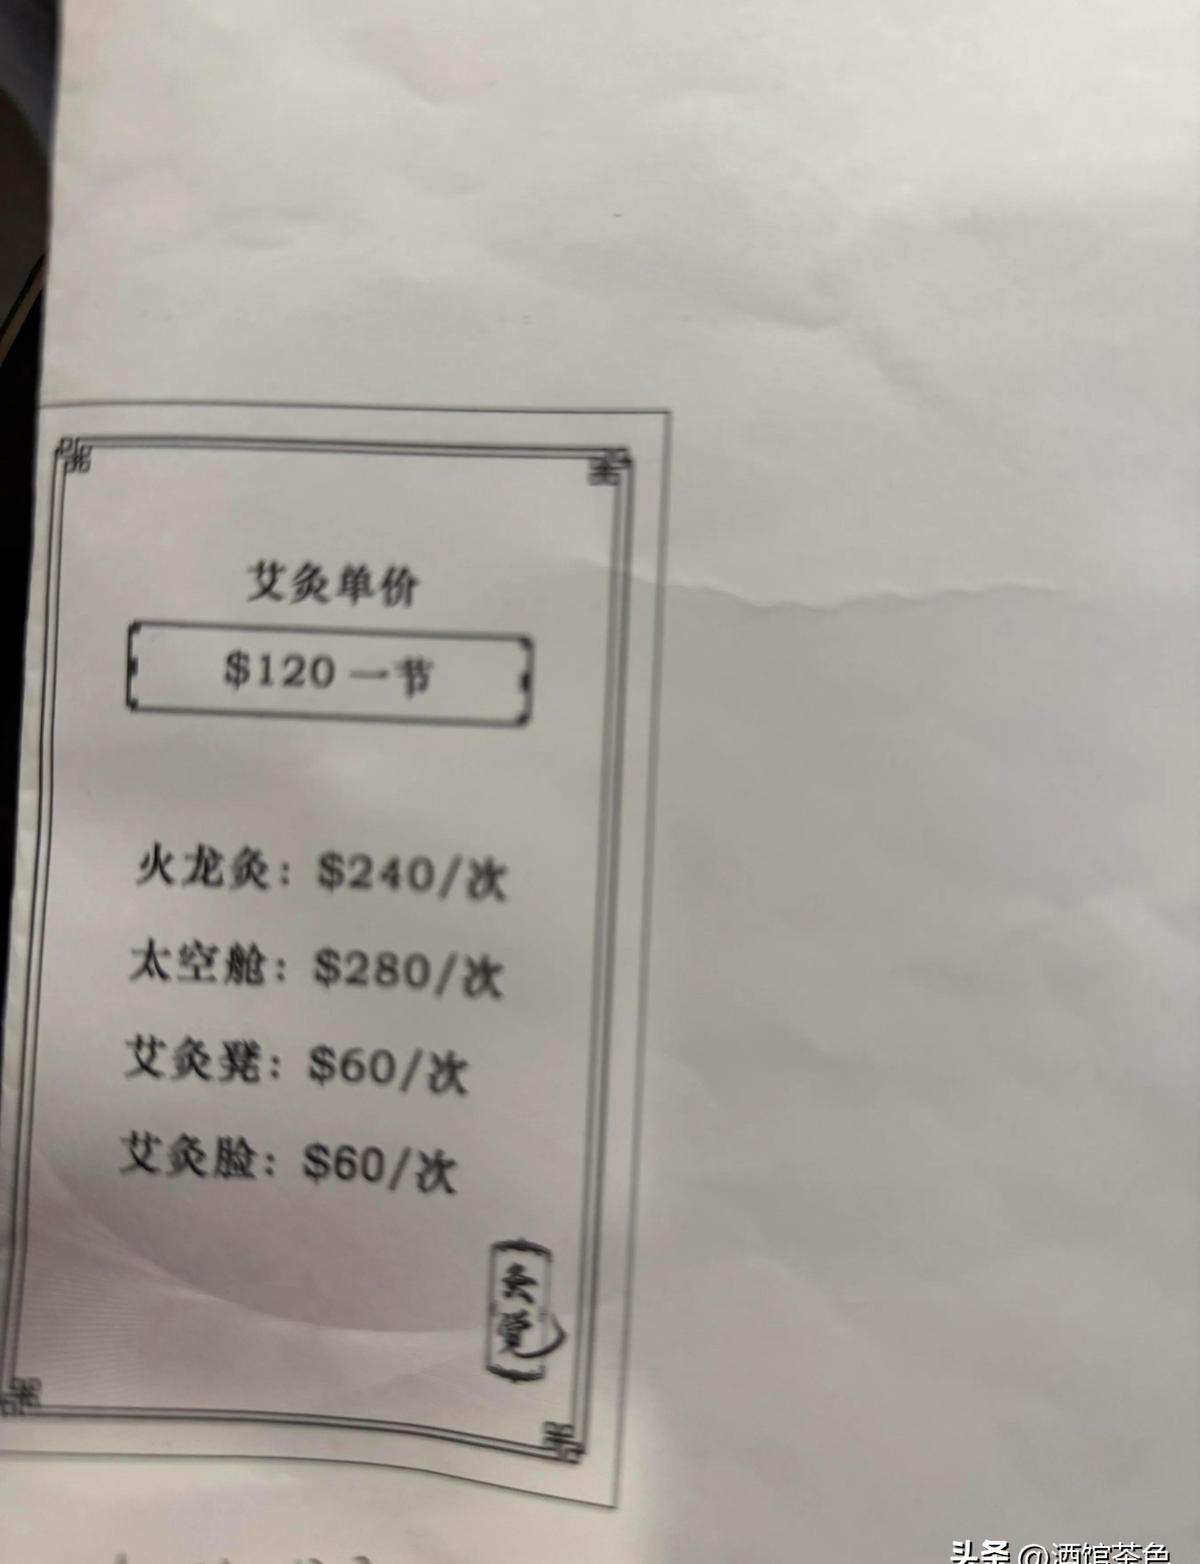 艾灸单价
$120 一节
火龙灸：$240/次
太空舱：$280/次
艾灸凳：$60/次
艾灸脸：$60/次
灸
觉
头条 @酒馆茶色